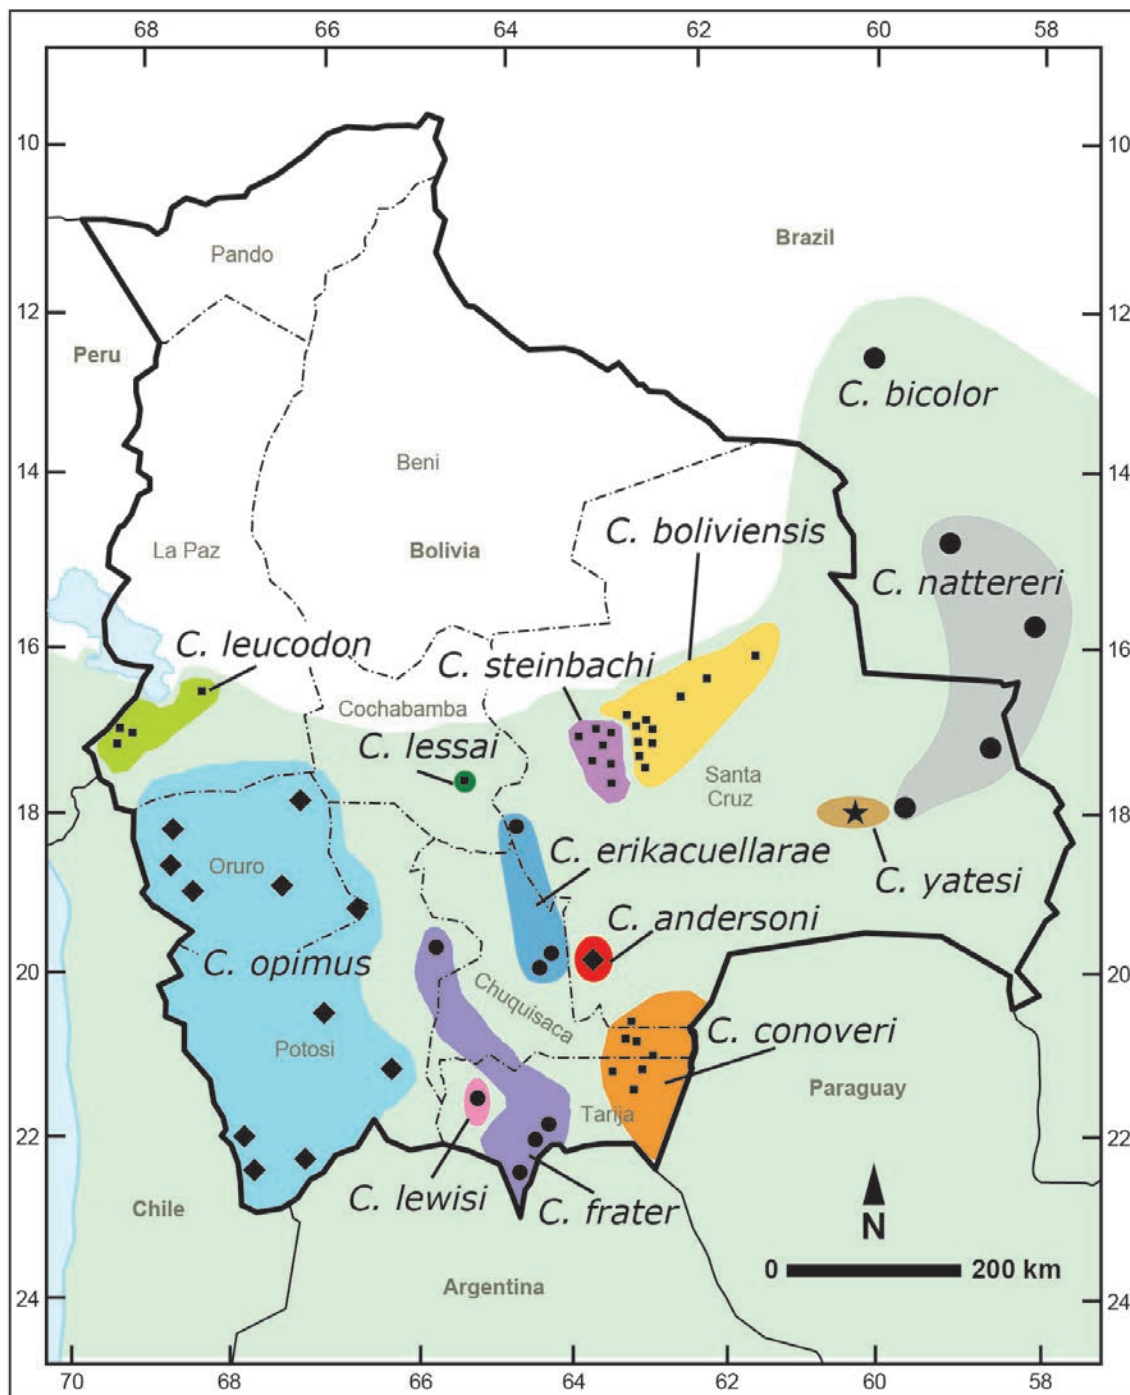 68 66 64 62 60 58
10 10
Brazil
Pando
12 12
Peru
C. bicolor
Beni
14 14
C. boliviensis
La Paz Bolivia
C. nattereri
C. leucodon
16 C. steinbachi 16
Cochabamba
C. lessai
Santa
Cruz
18 18
C. erikacuellarae
Oruro
C. yatesi
C. andersoni
20 C. opimus 20
Chuquisaca
C. conoveri
Potosi
Paraguay
Tarija
22 22
C. lewisi
C. frater
Chile
N
0 200 km
Argentina
24 24
70 68 66 64 62 60 58